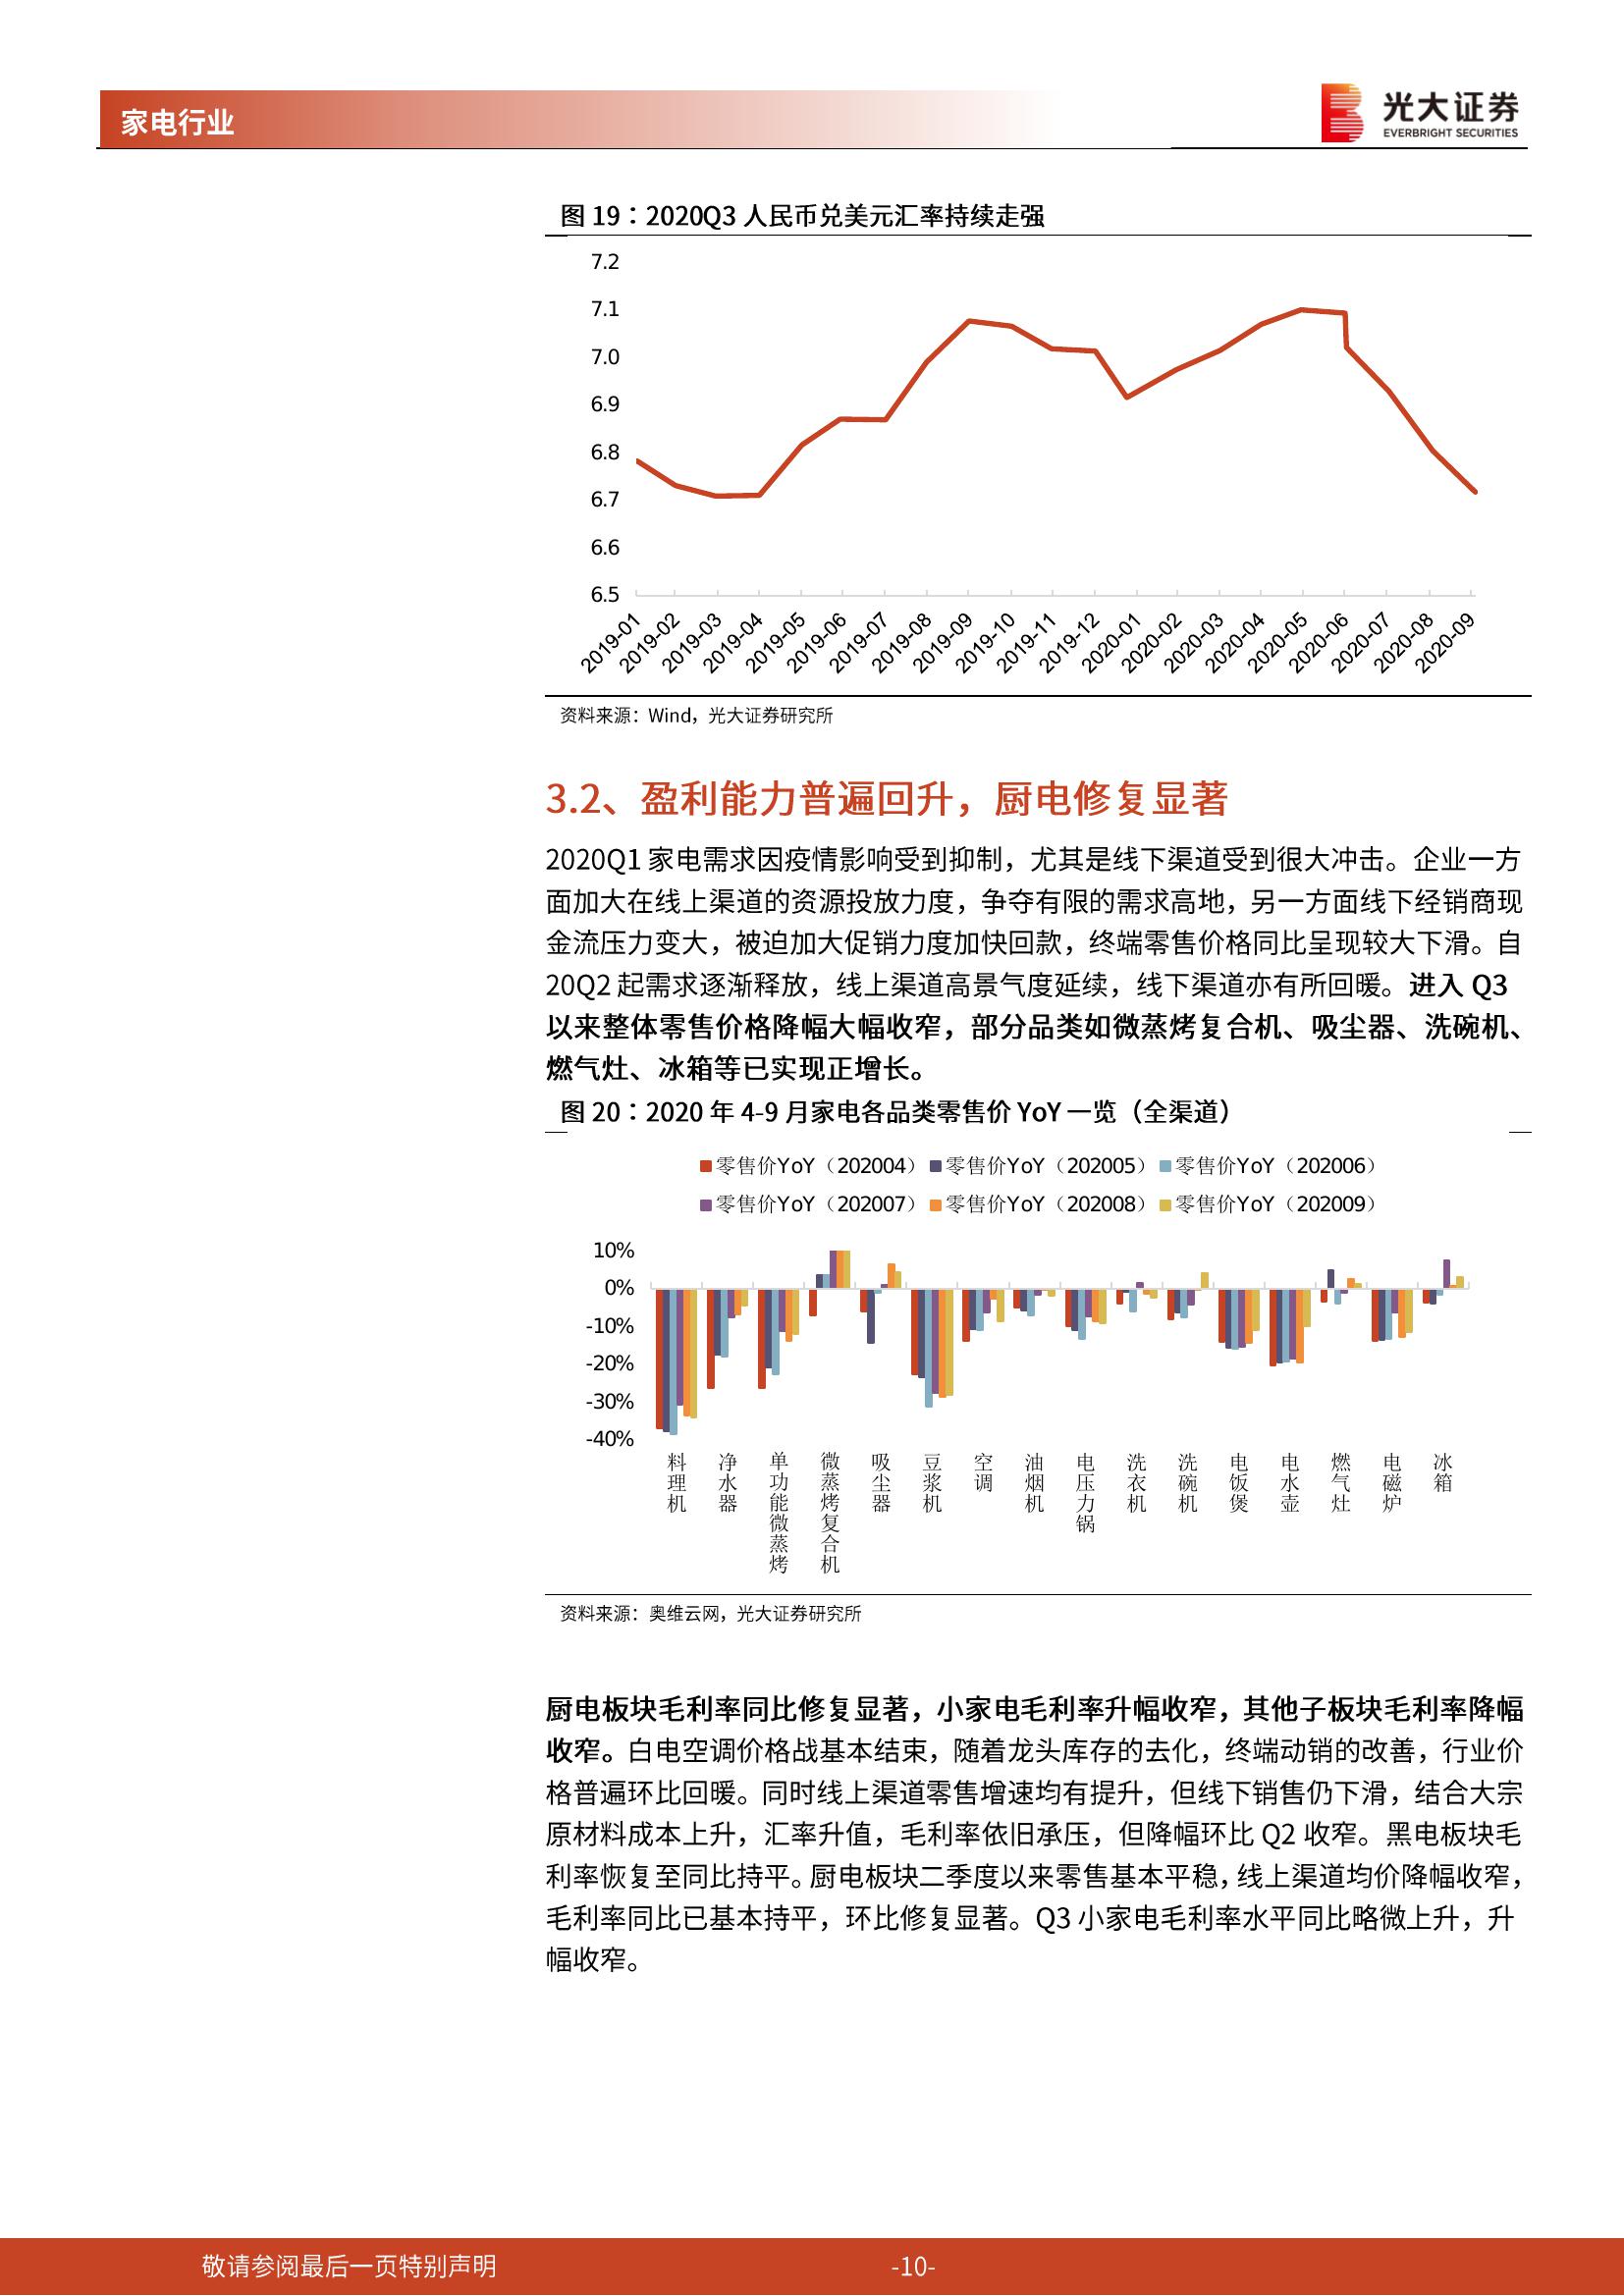 家电行业
光大证券
EVERBRIGHT SECURITIES
图 19：2020Q3 人民币兑美元汇率持续走强
7.2
7.1
7.0
6.9
6.8
6.7
6.6
6.5
2019-01
2019-02
2019-03
2019-04
2019-05
2019-06
2019-07
2019-08
2019-09
2019-10
2019-11
2019-12
2020-01
2020-02
2020-03
2020-04
2020-05
2020-06
2020-07
2020-08
2020-09
资料来源：Wind，光大证券研究所
3.2、盈利能力普遍回升，厨电修复显著
2020Q1 家电需求因疫情影响受到抑制，尤其是线下渠道受到很大冲击。企业一方
面加大在线上渠道的资源投放力度，争夺有限的需求高地，另一方面线下经销商现
金流压力变大，被迫加大促销力度加快回款，终端零售价格同比呈现较大下滑。自
20Q2 起需求逐渐释放，线上渠道高景气度延续，线下渠道亦有所回暖。进入 Q3
以来整体零售价格降幅大幅收窄，部分品类如微蒸烤复合机、吸尘器、洗碗机、
燃气灶、冰箱等已实现正增长。
图 20：2020 年 4-9 月家电各品类零售价 YoY 一览（全渠道）
零售价YoY（202004） 零售价YoY（202005） 零售价YoY（202006）
零售价YoY（202007） 零售价YoY（202008） 零售价YoY（202009）
10%
0%
-10%
-20%
-30%
-40%
料理机
净水器
单功能微蒸烤
微蒸烤复合机
吸尘器
豆浆机
空调
油烟机
电压力锅
洗衣机
洗碗机
电饭煲
电水壶
燃气灶
电磁炉
冰箱
资料来源：奥维云网，光大证券研究所
厨电板块毛利率同比修复显著，小家电毛利率升幅收窄，其他子板块毛利率降幅
收窄。白电空调价格战基本结束，随着龙头库存的去化，终端动销的改善，行业价
格普遍环比回暖。同时线上渠道零售增速均有提升，但线下销售仍下滑，结合大宗
原材料成本上升，汇率升值，毛利率依旧承压，但降幅环比 Q2 收窄。黑电板块毛
利率恢复至同比持平。厨电板块二季度以来零售基本平稳，线上渠道均价降幅收窄，
毛利率同比已基本持平，环比修复显著。Q3 小家电毛利率水平同比略微上升，升
幅收窄。
敬请参阅最后一页特别声明
-10-